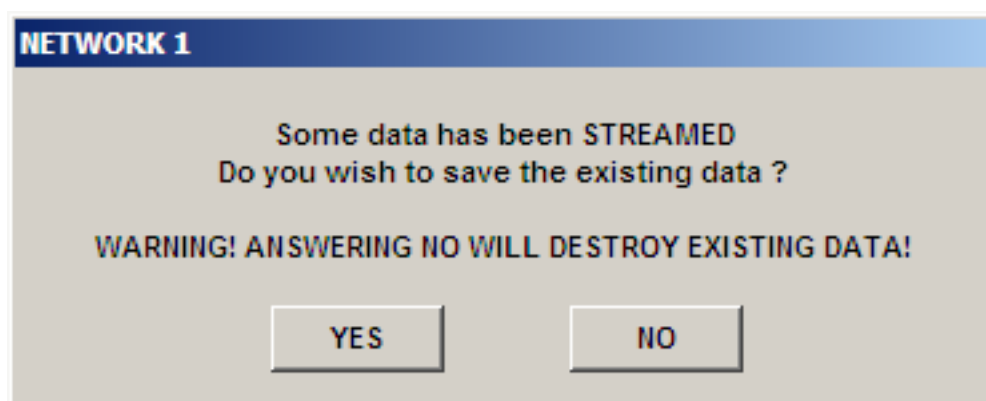 NETWORK 1
Some data has been STREAMED
Do you wish to save the existing data ?
WARNING! ANSWERING NO WILL DESTROY EXISTING DATA!
YES NO